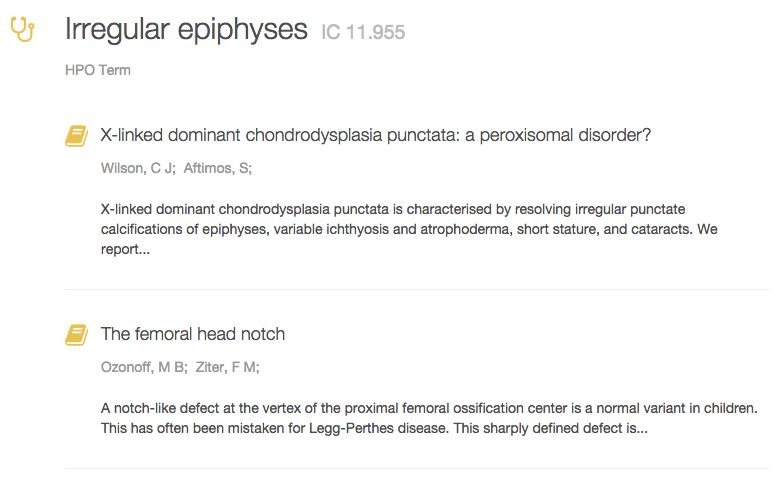 Irregular epiphyses IC 11.955
HPO Term
X-linked dominant chondrodysplasia punctata: a peroxisomal disorder?
Wilson, C J; Aftimos, S;
X-linked dominant chondrodysplasia punctata is characterised by resolving irregular punctate
calcifications of epiphyses, variable ichthyosis and atrophoderma, short stature, and cataracts. We
report...
The femoral head notch
Ozonoff, M B; Ziter, F M;
A notch-like defect at the vertex of the proximal femoral ossification center is a normal variant in children.
This has often been mistaken for Legg-Perthes disease. This sharply defined defect is...